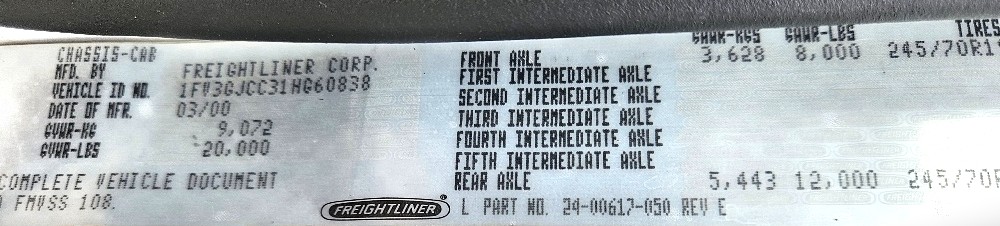 CHASSIS-CAB
MFD. BY FREIGHTLINER CORP.
VEHICLE ID NO. 1FV3GJCC31HG60838
DATE OF MFR. 03/00
GVWR-KG 9,072
GVWR-LBS 20,000
COMPLETE VEHICLE DOCUMENT
FMVSS 108.
GAWR-KGS GAWR-LBS TIRES
FRONT AXLE 3,628 8,000 245/70R1
FIRST INTERMEDIATE AXLE
SECOND INTERMEDIATE AXLE
THIRD INTERMEDIATE AXLE
FOURTH INTERMEDIATE AXLE
FIFTH INTERMEDIATE AXLE
REAR AXLE 5,443 12,000 245/70R
FREIGHTLINER L PART NO. 24-00617-050 REV E